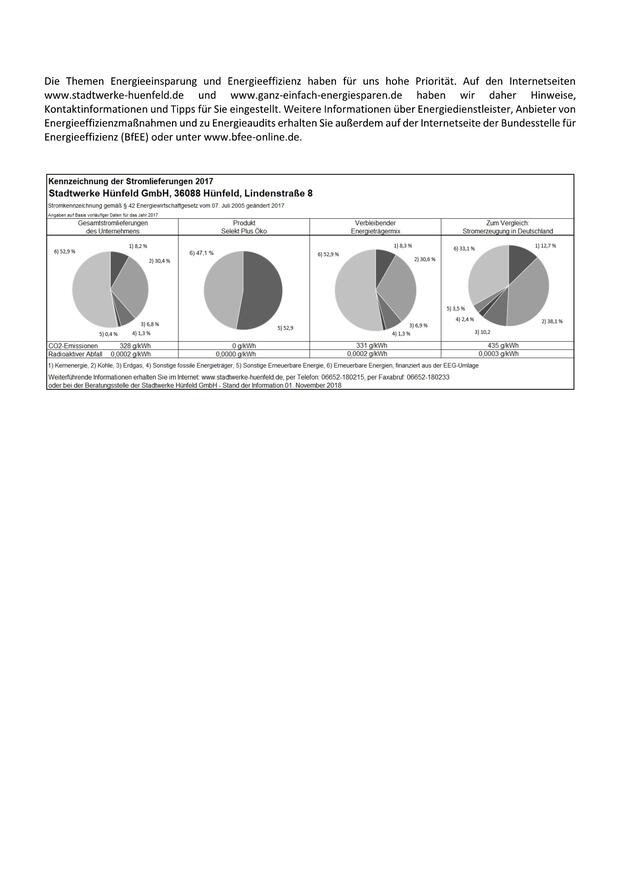 Die Themen Energieeinsparung und Energieeffizienz haben für uns hohe Priorität. Auf den Internetseiten
www.stadtwerke-huenfeld.de und www.ganz-einfach-energiesparen.de haben wir daher Hinweise,
Kontaktinformationen und Tipps für Sie eingestellt. Weitere Informationen über Energiedienstleister, Anbieter von
Energieeffizienzmaßnahmen und zu Energieaudits erhalten Sie außerdem auf der Internetseite der Bundesstelle für
Energieeffizienz (BfEE) oder unter www.bfee-online.de.
Kennzeichnung der Stromlieferungen 2017
Stadtwerke Hünfeld GmbH, 36088 Hünfeld, Lindenstraße 8
Stromkennzeichnung gemäß § 42 Energiewirtschaftgesetz vom 07. Juli 2005 geändert 2017
Angaben auf Basis vorläufiger Daten für das Jahr 2017
Gesamtstromlieferungen
des Unternehmens
6) 52,9 %
1) 8,2 %
2) 30,4 %
3) 6,8 %
4) 1,3 %
5) 0,4 %
Produkt
Selekt Plus Öko
6) 47,1 %
5) 52,9
Verbleibender
Energieträgermix
6) 52,9 %
1) 8,3 %
2) 30,6 %
3) 6,9 %
4) 1,3 %
Zum Vergleich:
Stromerzeugung in Deutschland
6) 33,1 %
1) 12,7 %
2) 38,1 %
3) 10,2
4) 2,4 %
5) 3,5 %
CO2-Emissionen 328 g/kWh 0 g/kWh 331 g/kWh 435 g/kWh
Radioaktiver Abfall 0,0002 g/kWh 0,0000 g/kWh 0,0002 g/kWh 0,0003 g/kWh
1) Kernenergie, 2) Kohle, 3) Erdgas, 4) Sonstige fossile Energieträger, 5) Sonstige Erneuerbare Energie, 6) Erneuerbare Energien, finanziert aus der EEG-Umlage
Weiterführende Informationen erhalten Sie im Internet: www.stadtwerke-huenfeld.de, per Telefon: 06652-180215, per Faxabruf: 06652-180233
oder bei der Beratungsstelle der Stadtwerke Hünfeld GmbH - Stand der Information 01. November 2018